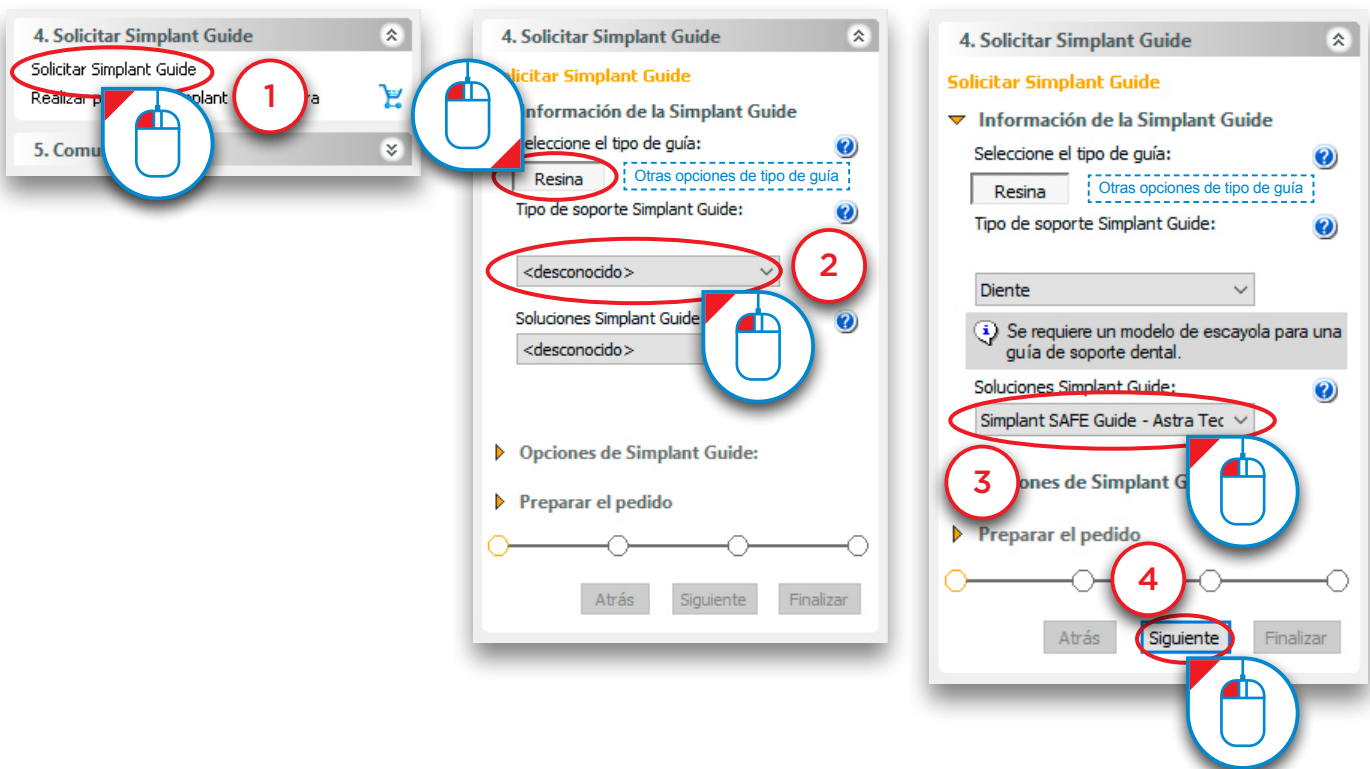 4. Solicitar Simplant Guide
Solicitar Simplant Guide
Realizar
1
5.
4. Solicitar Simplant Guide
Simplant Guide
Información de la Simplant Guide
Seleccione el tipo de guía:
Resina
Otras opciones de tipo de guía
Tipo de soporte Simplant Guide:
<desconocido>
2
Soluciones Simplant Guide
<desconocido>
Opciones de Simplant Guide:
Preparar el pedido
Atrás
Siguiente
Finalizar
4. Solicitar Simplant Guide
Solicitar Simplant Guide
Información de la Simplant Guide
Seleccione el tipo de guía:
Resina
Otras opciones de tipo de guía
Tipo de soporte Simplant Guide:
Diente
Se requiere un modelo de escayola para una
guía de soporte dental.
Soluciones Simplant Guide:
Simplant SAFE Guide - Astra Tec
3
de Simplant
Preparar el pedido
4
Atrás
Siguiente
Finalizar